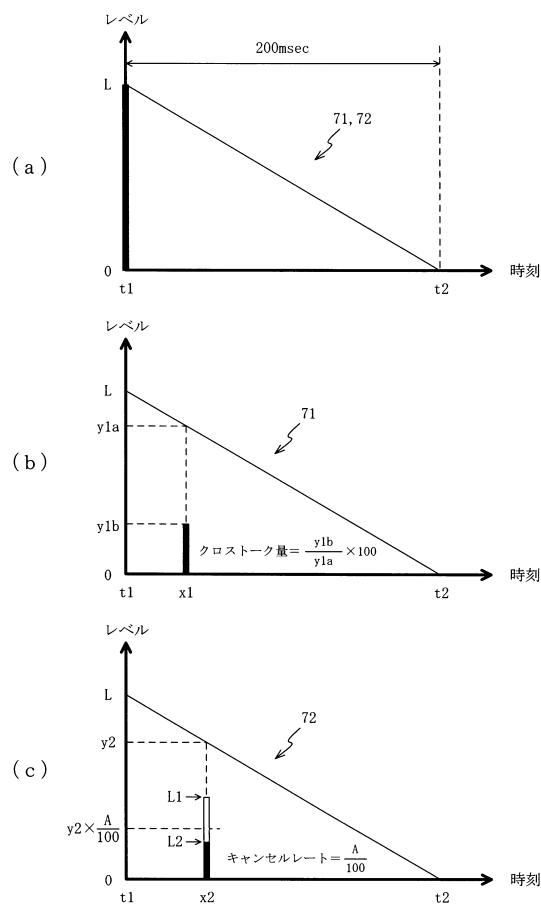 レベル
200msec
L
71,72
(a)
0
時刻
t1
t2
レベル
L
y1a
71
(b)
y1b
クロストーク量= y1b/y1a ×100
0
時刻
t1
x1
t2
レベル
L
72
y2
(c)
L1
y2× A/100
L2
キャンセルレート= A/100
0
時刻
t1
x2
t2